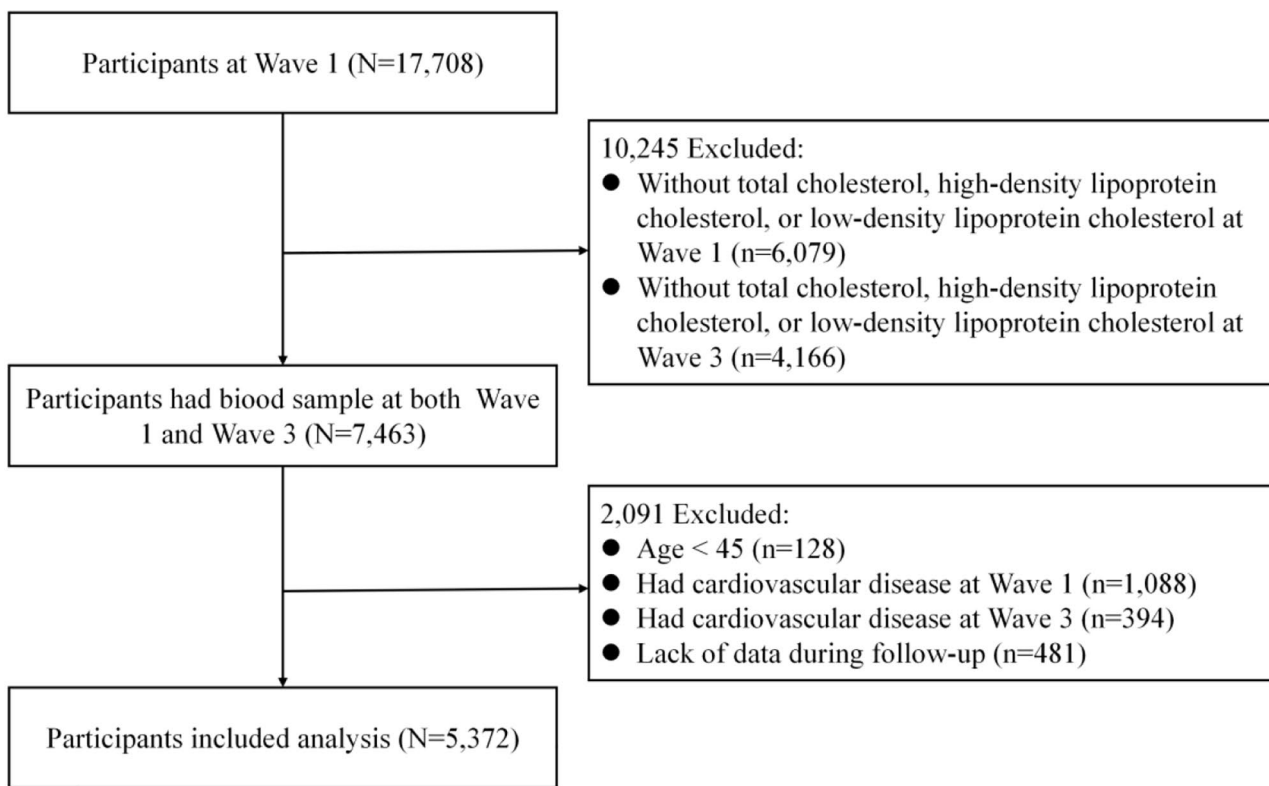 Participants at Wave 1 (N=17,708)
10,245 Excluded:
● Without total cholesterol, high-density lipoprotein
cholesterol, or low-density lipoprotein cholesterol at
Wave 1 (n=6,079)
● Without total cholesterol, high-density lipoprotein
cholesterol, or low-density lipoprotein cholesterol at
Wave 3 (n=4,166)
Participants had biood sample at both Wave
1 and Wave 3 (N=7,463)
2,091 Excluded:
● Age < 45 (n=128)
● Had cardiovascular disease at Wave 1 (n=1,088)
● Had cardiovascular disease at Wave 3 (n=394)
● Lack of data during follow-up (n=481)
Participants included analysis (N=5,372)